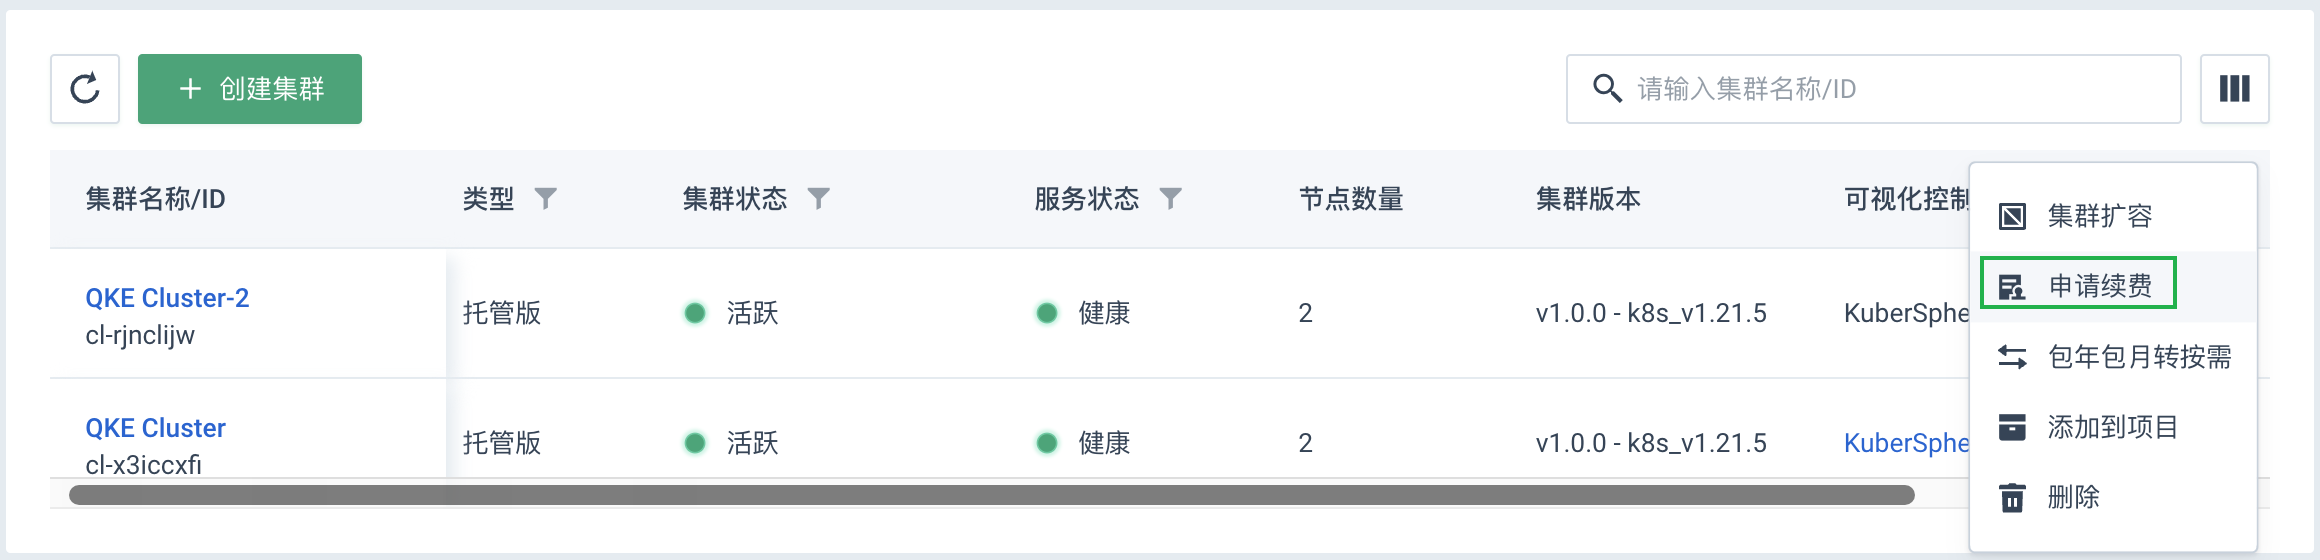 创建集群
请输入集群名称/ID
集群名称/ID 类型 集群状态 服务状态 节点数量 集群版本 可视化控制
QKE Cluster-2
cl-rjnclijw
托管版 活跃 健康 2 v1.0.0 - k8s_v1.21.5 KuberSphe
QKE Cluster
cl-x3iccxfi
托管版 活跃 健康 2 v1.0.0 - k8s_v1.21.5 KuberSphe
集群扩容
申请续费
包年包月转按需
添加到项目
删除